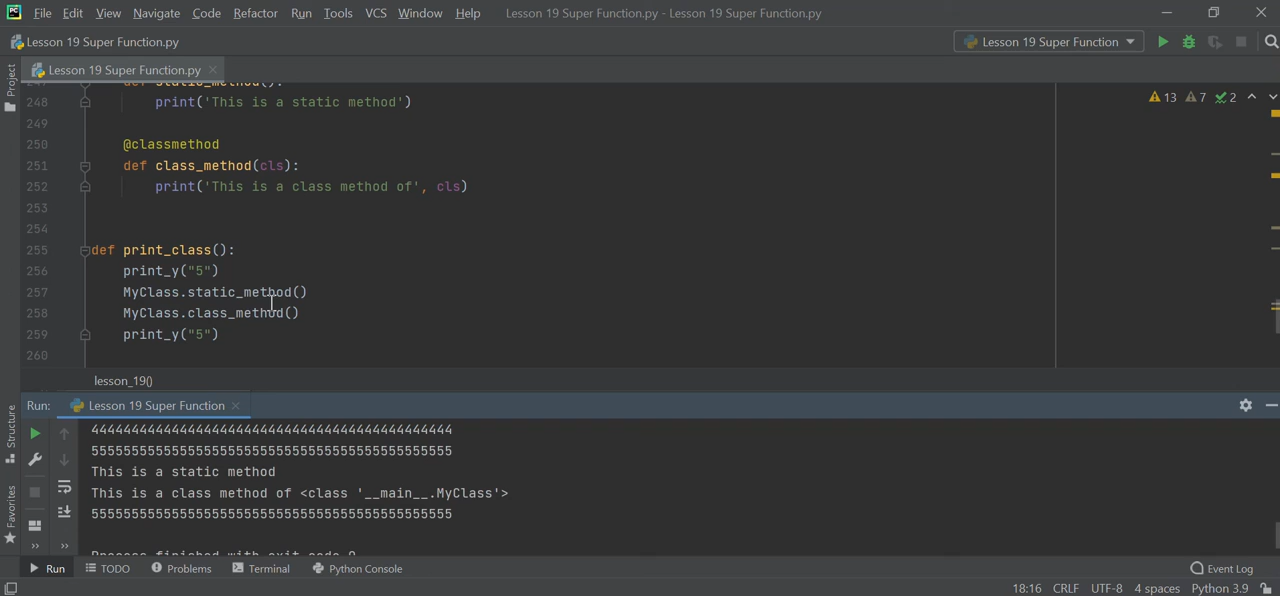 PC File Edit View Navigate Code Refactor Run Tools VCS Window Help Lesson 19 Super Function.py - Lesson 19 Super Function.py
Lesson 19 Super Function.py Lesson 19 Super Function
Project Lesson 19 Super Function.py
13 7 2
def static_method():
248 print('This is a static method')
249
250 @classmethod
251 def class_method(cls):
252 print('This is a class method of', cls)
253
254
255 def print_class():
256 print_y("5")
257 MyClass.static_method()
258 MyClass.class_method()
259 print_y("5")
260
lesson_19()
Run: Lesson 19 Super Function
Structure
Favorites
444444444444444444444444444444444444444444444
555555555555555555555555555555555555555555555
This is a static method
This is a class method of <class '__main__.MyClass'>
555555555555555555555555555555555555555555555
Process finished with exit code 0
Run TODO Problems Terminal Python Console Event Log
18:16 CRLF UTF-8 4 spaces Python 3.9